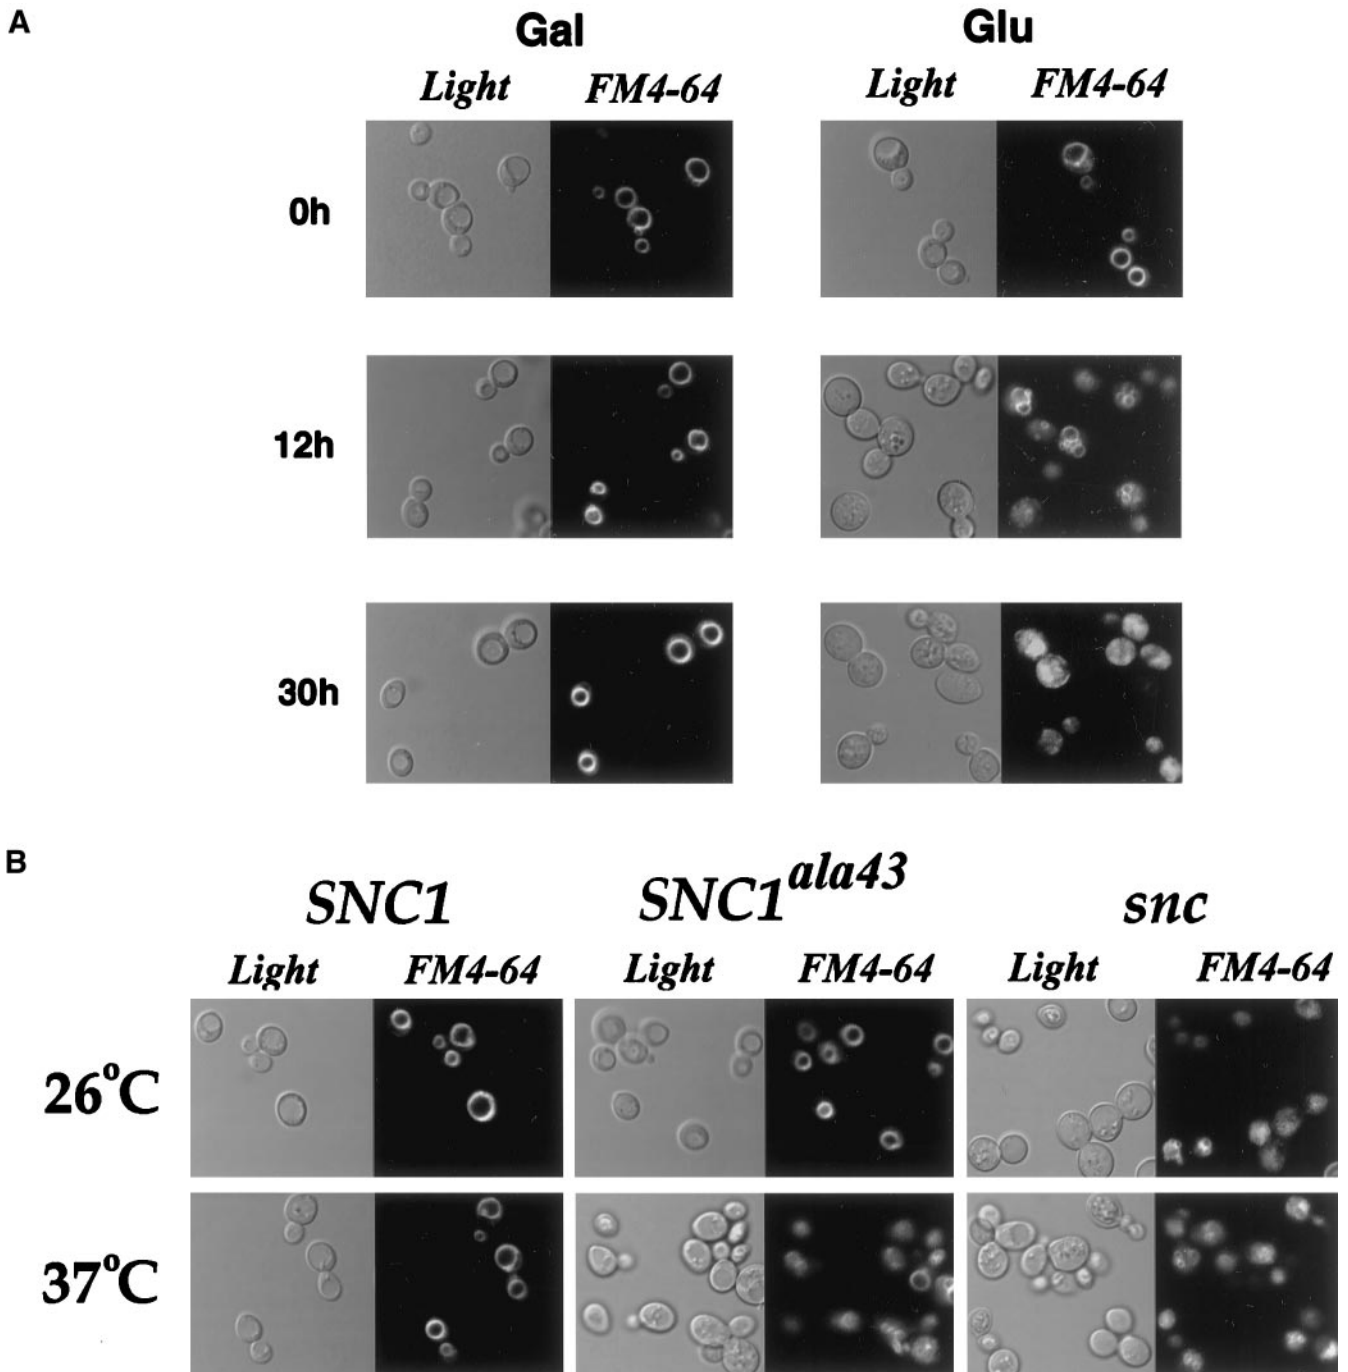 A
Gal Glu
Light FM4-64 Light FM4-64
0h
12h
30h
B
SNC1 SNC1ala43 snc
Light FM4-64 Light FM4-64 Light FM4-64
26°C
37°C